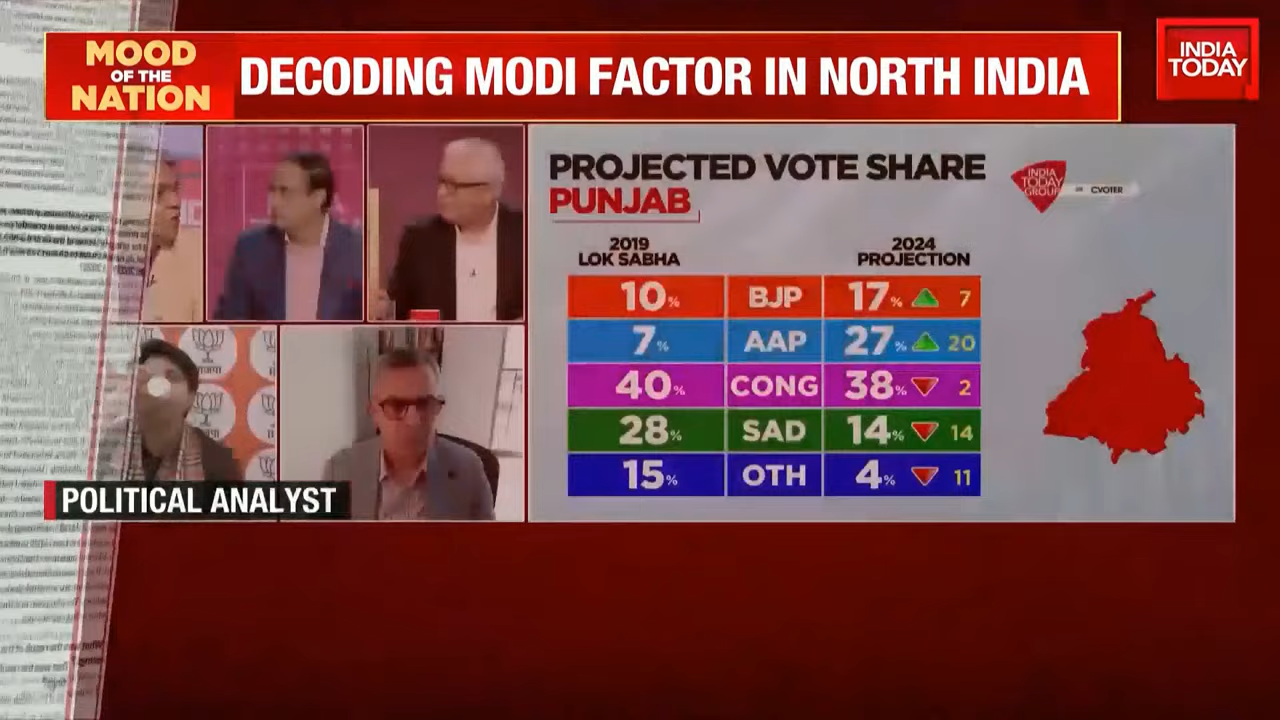 MOOD
OF THE
NATION
DECODING MODI FACTOR IN NORTH INDIA
INDIA
TODAY
PROJECTED VOTE SHARE
PUNJAB
INDIA
TODAY
GROUP
CVOTER
2019
LOK SABHA
2024
PROJECTION
10% BJP 17% 7
7% AAP 27% 20
40% CONG 38% 2
28% SAD 14% 14
15% OTH 4% 11
POLITICAL ANALYST